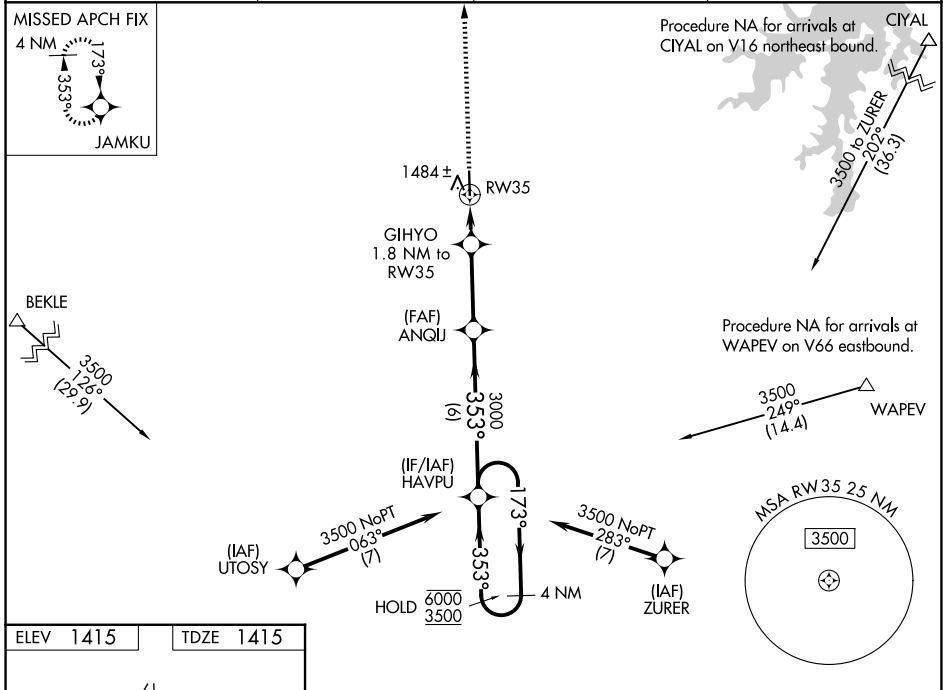 MISSED APCH FIX
4 NM
173°
353°
JAMKU
Procedure NA for arrivals at
CIYAL on V16 northeast bound.
CIYAL
3500 to ZURER
202°
(36.3)
1484 ±
RW35
GIHYO
1.8 NM to
RW35
BEKLE
3500
126°
(29.9)
(FAF)
ANQIJ
Procedure NA for arrivals at
WAPEV on V66 eastbound.
3500
249°
(14.4)
WAPEV
3000
353°
(6)
(IF/IAF)
HAVPU
173°
353°
3500 NoPT
063°
(7)
(IAF)
UTOSY
3500 NoPT
283°
(7)
(IAF)
ZURER
HOLD 6000
3500
4 NM
MSA RW35 25 NM
3500
ELEV 1415
TDZE 1415